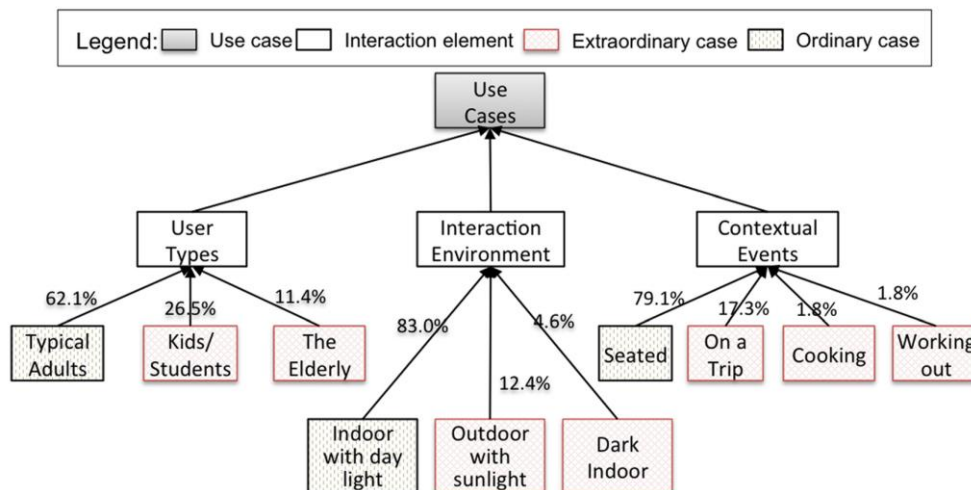 Legend: Use case Interaction element Extraordinary case Ordinary case
Use
Cases
User
Types
Interaction
Environment
Contextual
Events
62.1%
26.5%
11.4%
83.0%
12.4%
4.6%
79.1%
17.3%
1.8%
1.8%
Typical
Adults
Kids/
Students
The
Elderly
Seated
On a
Trip
Cooking
Working
out
Indoor
with day
light
Outdoor
with
sunlight
Dark
Indoor